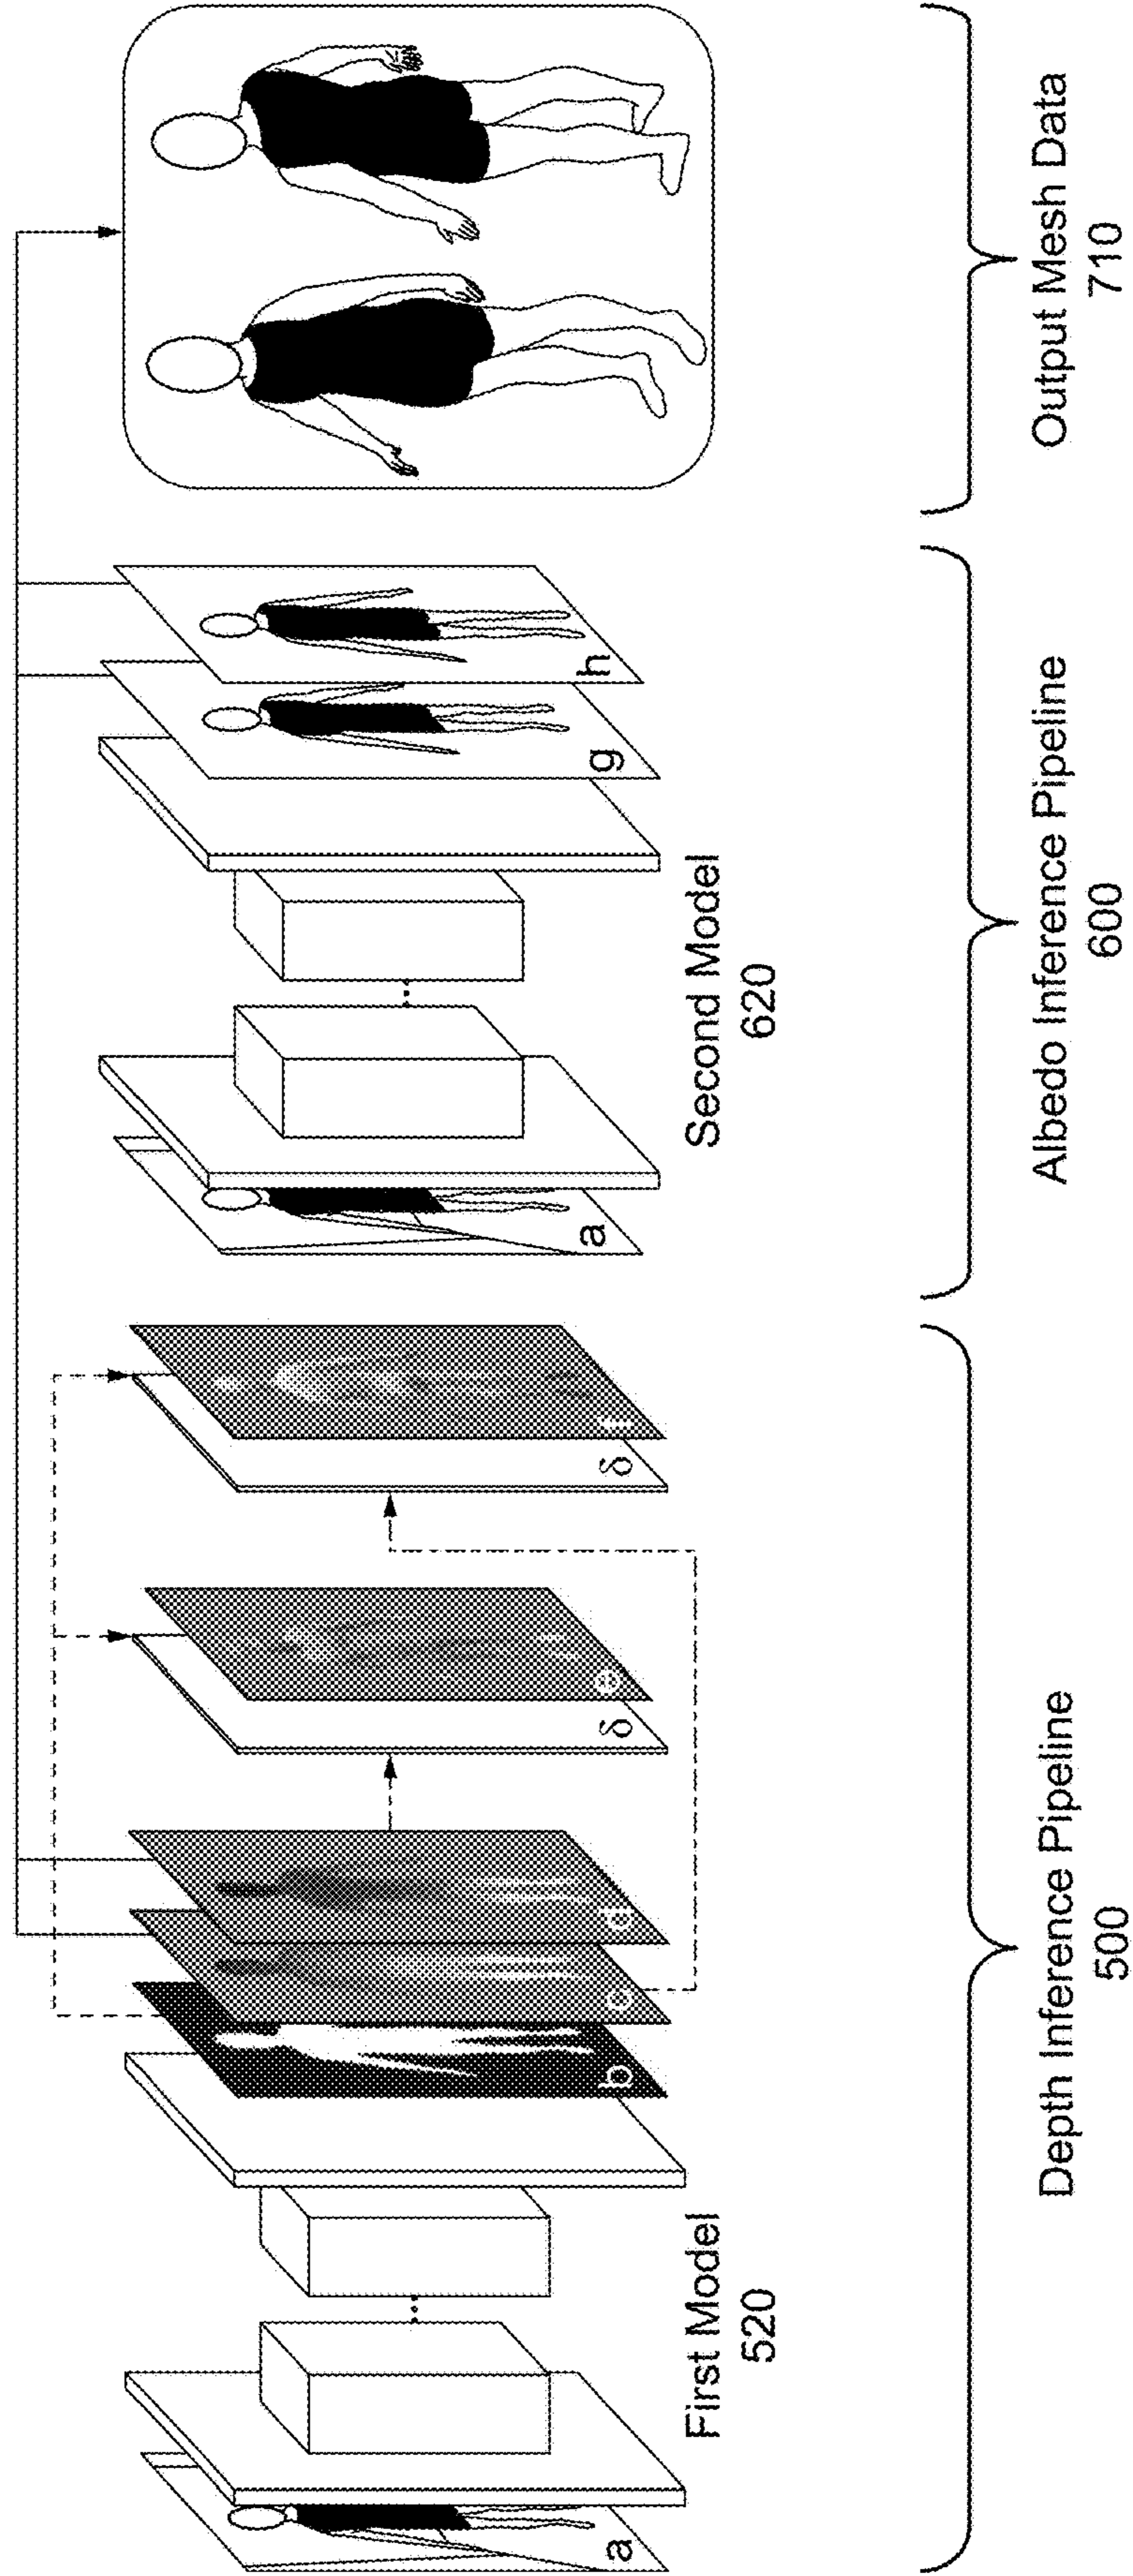 a
b
c
d
δ
e
δ
f
a
g
h
First Model
520
Second Model
620
Depth Inference Pipeline
500
Albedo Inference Pipeline
600
Output Mesh Data
710